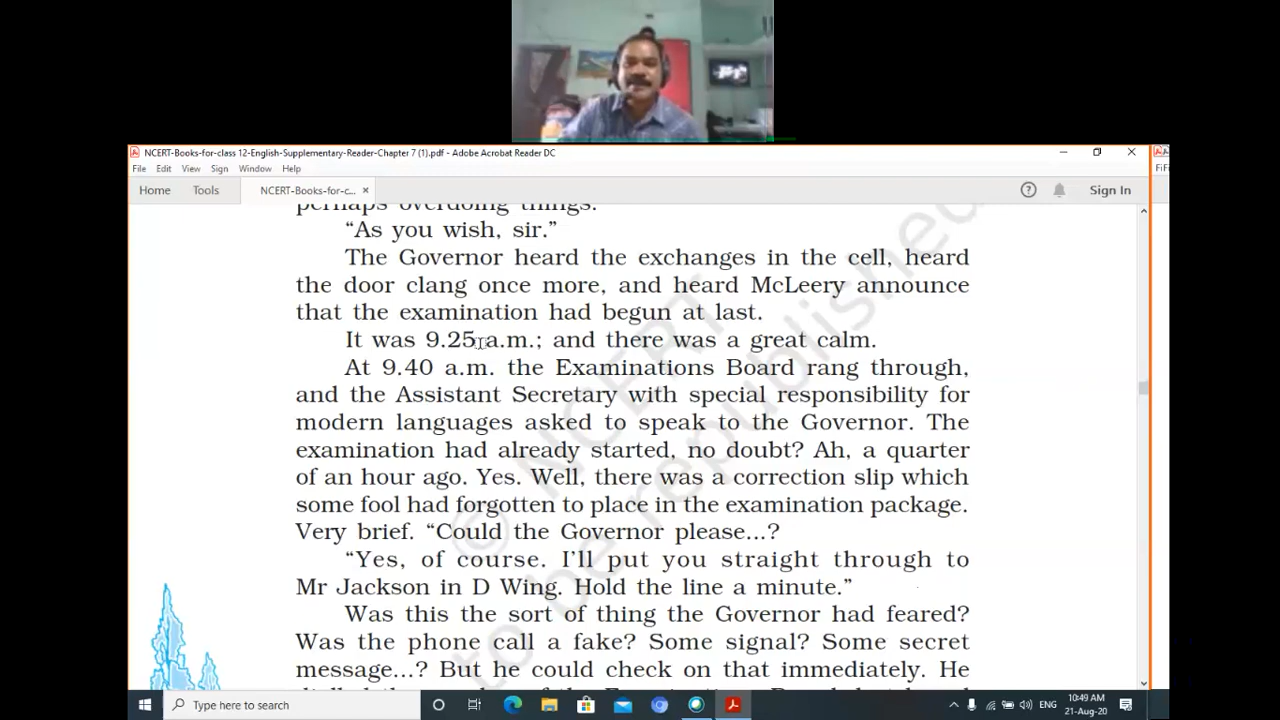 NCERT-Books-for-class 12-English-Supplementary-Reader-Chapter 7 (1).pdf - Adobe Acrobat Reader DC
File Edit View Sign Window Help
Home Tools NCERT-Books-for-c... × Sign In
FiFi
perhaps overdoing things.
“As you wish, sir.”
The Governor heard the exchanges in the cell, heard
the door clang once more, and heard McLeery announce
that the examination had begun at last.
It was 9.25 a.m.; and there was a great calm.
At 9.40 a.m. the Examinations Board rang through,
and the Assistant Secretary with special responsibility for
modern languages asked to speak to the Governor. The
examination had already started, no doubt? Ah, a quarter
of an hour ago. Yes. Well, there was a correction slip which
some fool had forgotten to place in the examination package.
Very brief. “Could the Governor please...?
“Yes, of course. I’ll put you straight through to
Mr Jackson in D Wing. Hold the line a minute.”
Was this the sort of thing the Governor had feared?
Was the phone call a fake? Some signal? Some secret
message...? But he could check on that immediately. He
© NCERT
to be republished
Type here to search
ENG
10:49 AM
21-Aug-20